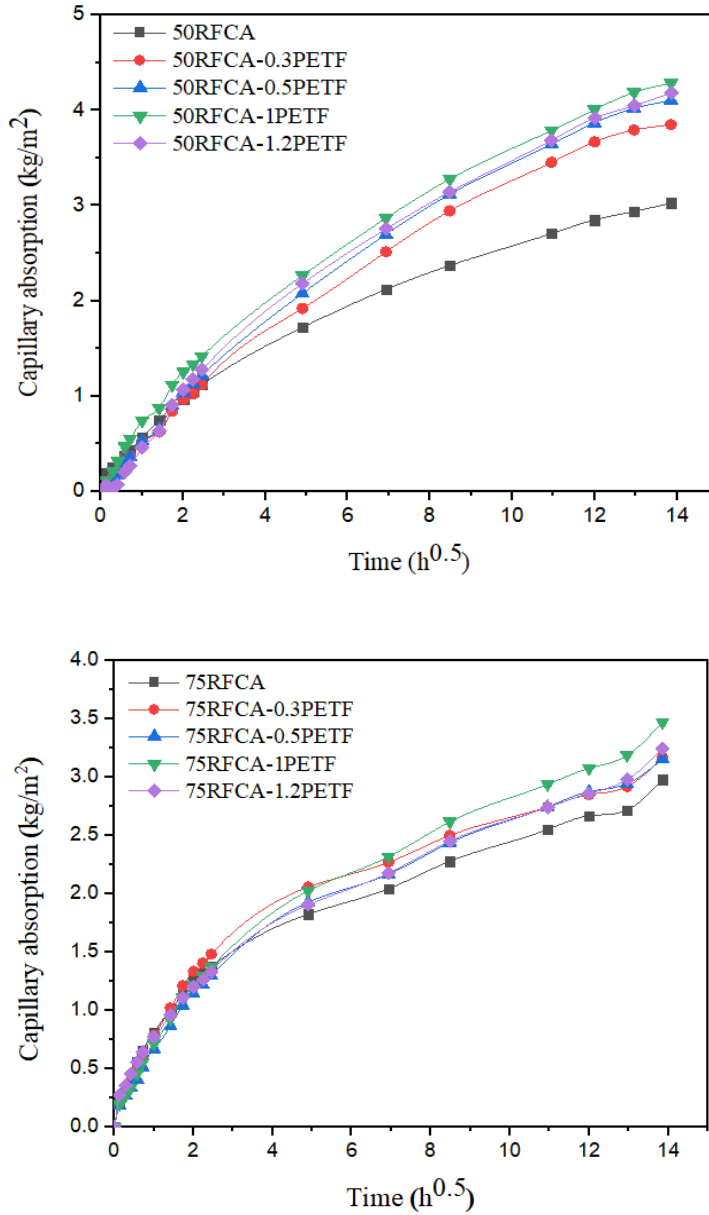 50RFCA
50RFCA-0.3PETF
50RFCA-0.5PETF
50RFCA-1PETF
50RFCA-1.2PETF
Capillary absorption (kg/m²)
5
4
3
2
1
0
0 2 4 6 8 10 12 14
Time (h^0.5)
75RFCA
75RFCA-0.3PETF
75RFCA-0.5PETF
75RFCA-1PETF
75RFCA-1.2PETF
Capillary absorption (kg/m²)
4.0
3.5
3.0
2.5
2.0
1.5
1.0
0.5
0.0
0 2 4 6 8 10 12 14
Time (h^0.5)